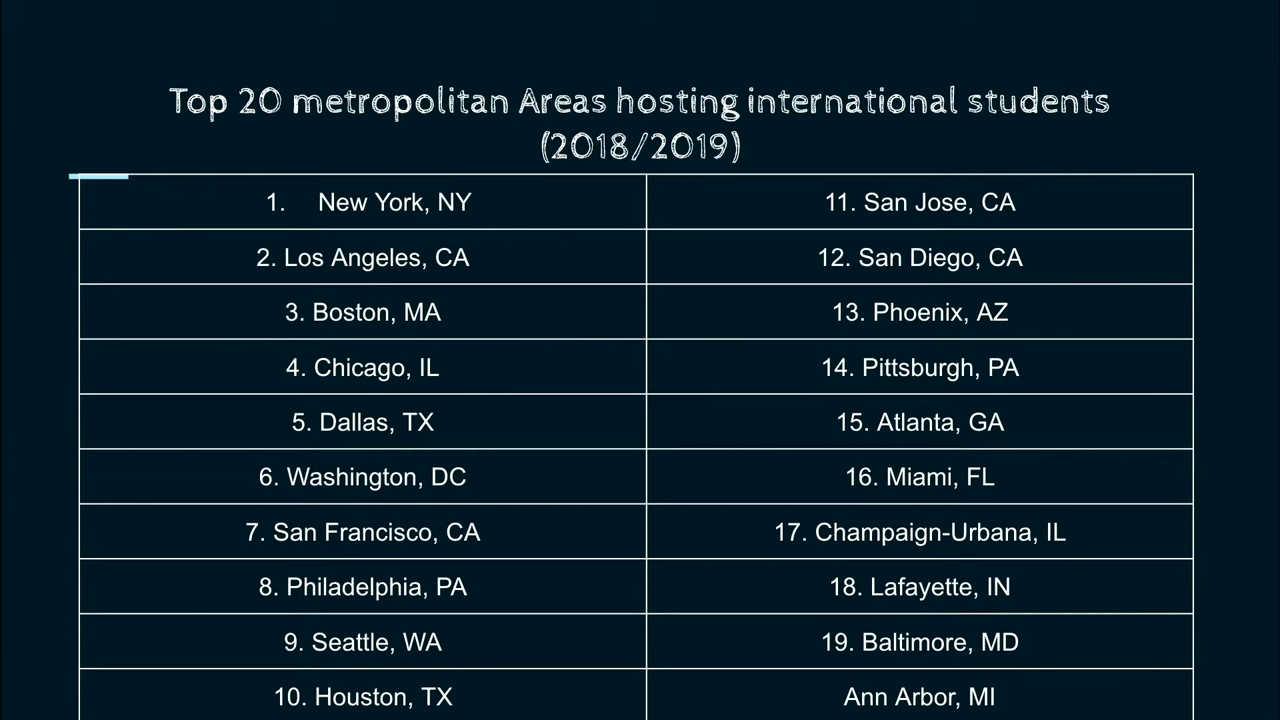 Top 20 metropolitan Areas hosting international students
(2018/2019)
1. New York, NY
11. San Jose, CA
2. Los Angeles, CA
12. San Diego, CA
3. Boston, MA
13. Phoenix, AZ
4. Chicago, IL
14. Pittsburgh, PA
5. Dallas, TX
15. Atlanta, GA
6. Washington, DC
16. Miami, FL
7. San Francisco, CA
17. Champaign-Urbana, IL
8. Philadelphia, PA
18. Lafayette, IN
9. Seattle, WA
19. Baltimore, MD
10. Houston, TX
Ann Arbor, MI